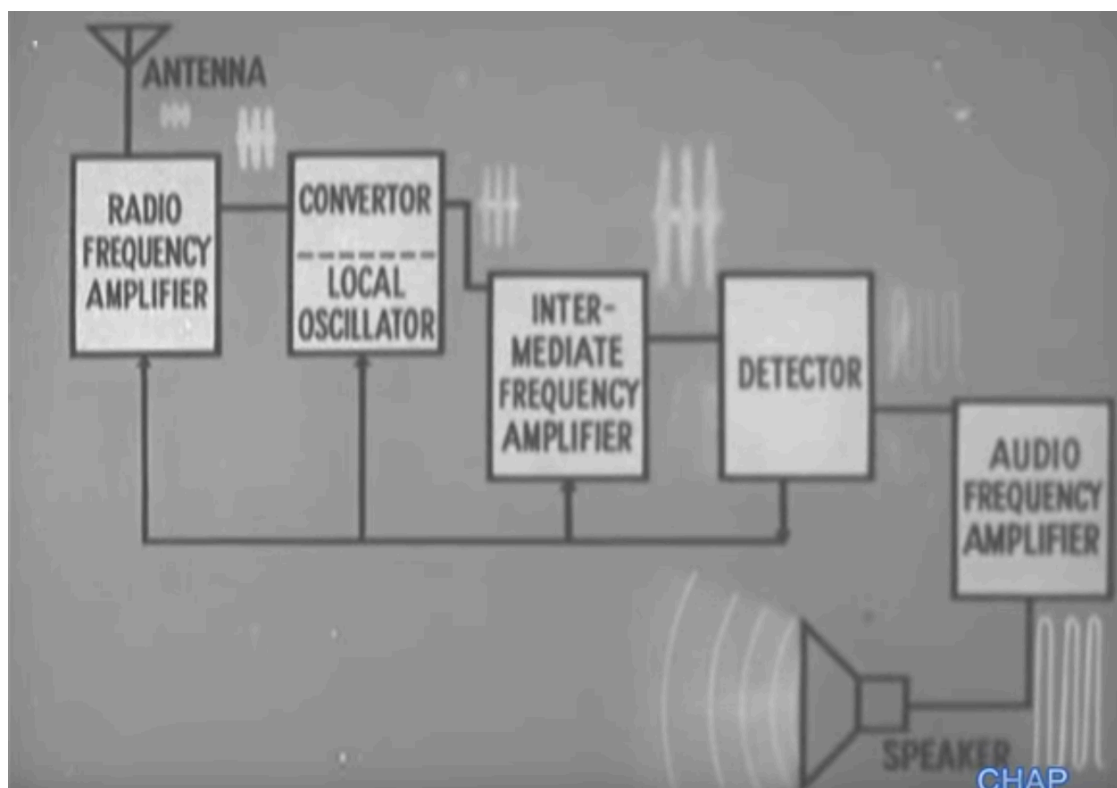 ANTENNA
RADIO
FREQUENCY
AMPLIFIER
CONVERTOR
LOCAL
OSCILLATOR
INTER-
MEDIATE
FREQUENCY
AMPLIFIER
DETECTOR
AUDIO
FREQUENCY
AMPLIFIER
SPEAKER
CHAP